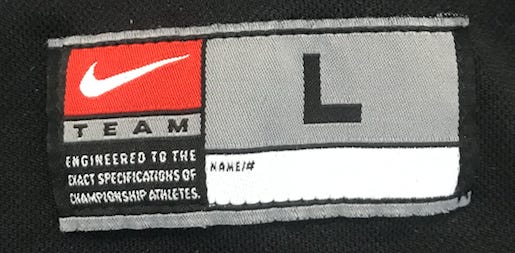 TEAM
ENGINEERED TO THE
EXACT SPECIFICATIONS OF
CHAMPIONSHIP ATHLETES.
L
NAME/#